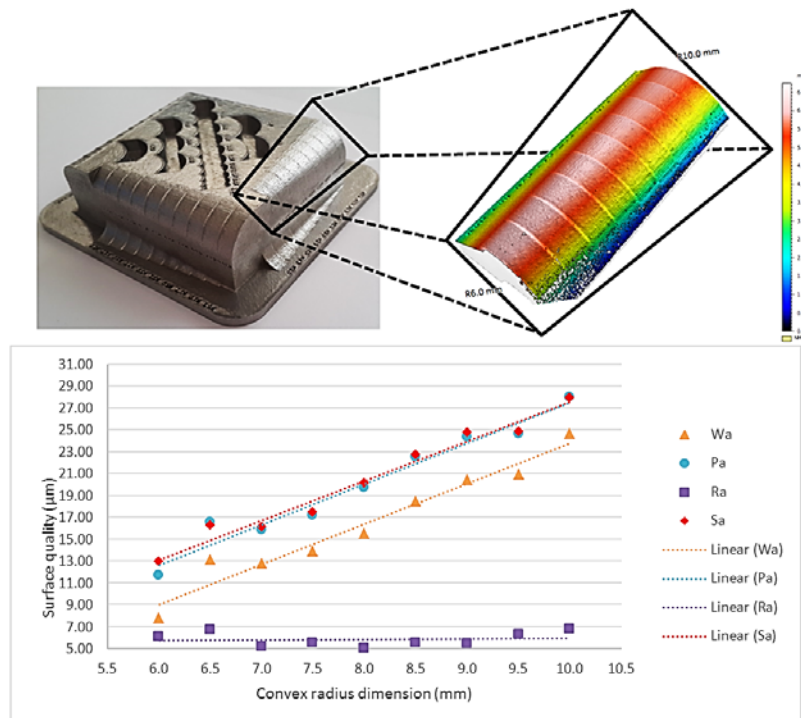 R10.0 mm
R6.0 mm
31.00
29.00
27.00
25.00
23.00
21.00
19.00
17.00
15.00
13.00
11.00
9.00
7.00
5.00
Surface quality (µm)
5.5 6.0 6.5 7.0 7.5 8.0 8.5 9.0 9.5 10.0 10.5
Convex radius dimension (mm)
Wa
Pa
Ra
Sa
Linear (Wa)
Linear (Pa)
Linear (Ra)
Linear (Sa)